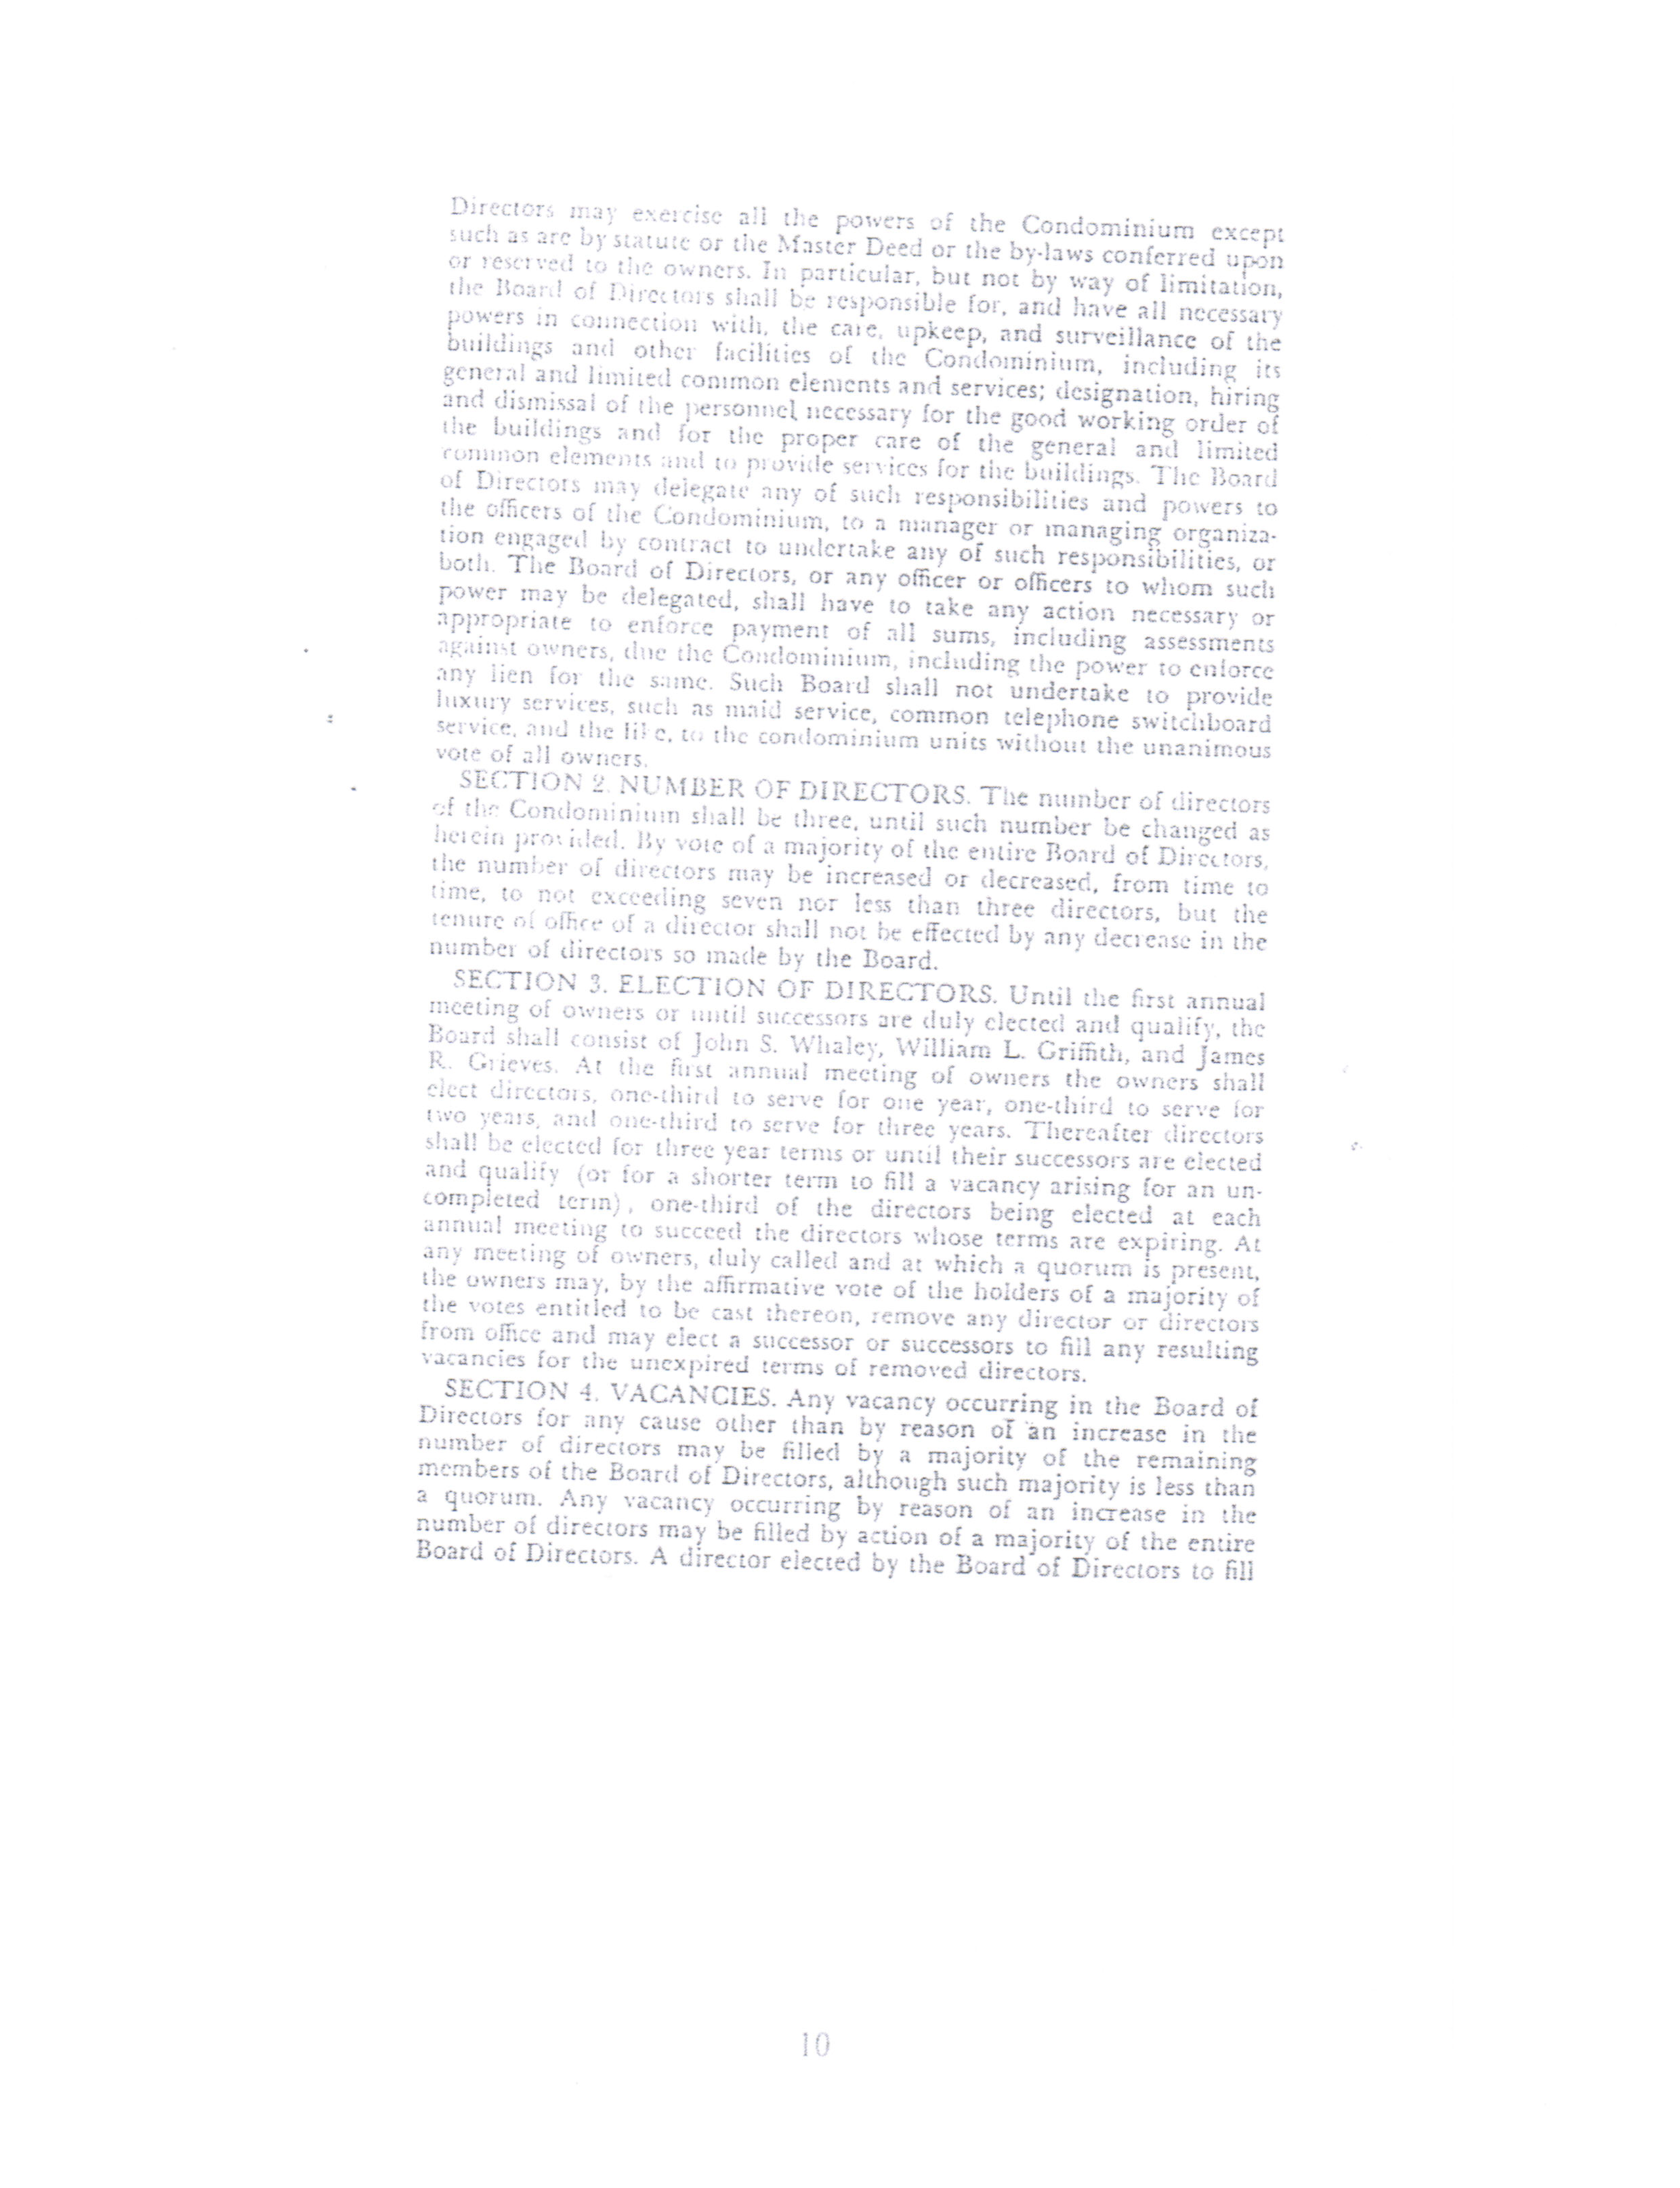 Directors may exercise all the powers of the Condominium except
such as are by statute or the Master Deed or the by-laws conferred upon
or reserved to the owners. In particular, but not by way of limitation,
the Board of Directors shall be responsible for, and have all necessary
powers in connection with, the care, upkeep, and surveillance of the
buildings and other facilities of the Condominium, including its
general and limited common elements and services; designation, hiring
and dismissal of the personnel necessary for the good working order of
the buildings and for the proper care of the general and limited
common elements and to provide services for the buildings. The Board
of Directors may delegate any of such responsibilities and powers to
the officers of the Condominium, to a manager or managing organiza-
tion engaged by contract to undertake any of such responsibilities, or
both. The Board of Directors, or any officer or officers to whom such
power may be delegated, shall have to take any action necessary or
appropriate to enforce payment of all sums, including assessments
against owners, due the Condominium, including the power to enforce
any lien for the same. Such Board shall not undertake to provide
luxury services, such as maid service, common telephone switchboard
service, and the like, to the condominium units without the unanimous
vote of all owners.
SECTION 2. NUMBER OF DIRECTORS. The number of directors
of the Condominium shall be three, until such number be changed as
herein provided. By vote of a majority of the entire Board of Directors,
the number of directors may be increased or decreased, from time to
time, to not exceeding seven nor less than three directors, but the
tenure of office of a director shall not be effected by any decrease in the
number of directors so made by the Board.
SECTION 3. ELECTION OF DIRECTORS. Until the first annual
meeting of owners or until successors are duly elected and qualify, the
Board shall consist of John S. Whaley, William L. Griffith, and James
R. Grieves. At the first annual meeting of owners the owners shall
elect directors, one-third to serve for one year, one-third to serve for
two years, and one-third to serve for three years. Thereafter directors
shall be elected for three year terms or until their successors are elected
and qualify (or for a shorter term to fill a vacancy arising for an un-
completed term), one-third of the directors being elected at each
annual meeting to succeed the directors whose terms are expiring. At
any meeting of owners, duly called and at which a quorum is present,
the owners may, by the affirmative vote of the holders of a majority of
the votes entitled to be cast thereon, remove any director or directors
from office and may elect a successor or successors to fill any resulting
vacancies for the unexpired terms of removed directors.
SECTION 4. VACANCIES. Any vacancy occurring in the Board of
Directors for any cause other than by reason of an increase in the
number of directors may be filled by a majority of the remaining
members of the Board of Directors, although such majority is less than
a quorum. Any vacancy occurring by reason of an increase in the
number of directors may be filled by action of a majority of the entire
Board of Directors. A director elected by the Board of Directors to fill
10